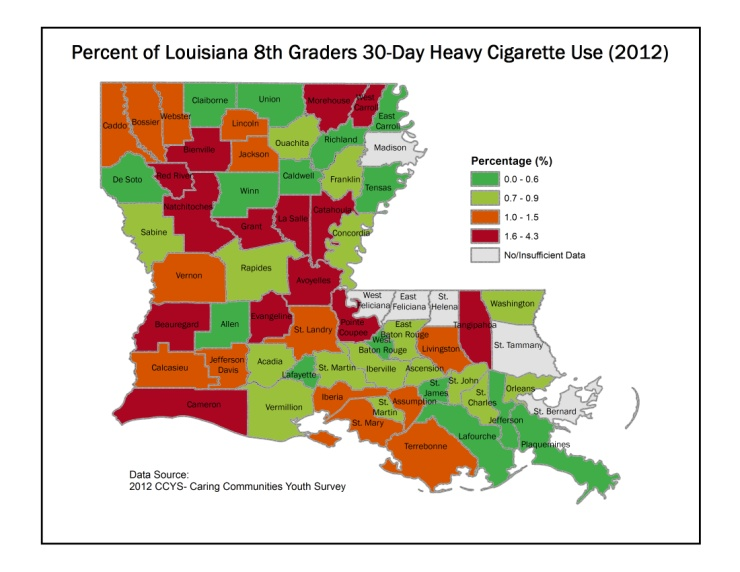 Percent of Louisiana 8th Graders 30-Day Heavy Cigarette Use (2012)
Caddo
Bossier
Webster
Claiborne
Union
Morehouse
West
Carroll
East
Carroll
Lincoln
Ouachita
Richland
Madison
Bienville
Jackson
De Soto
Red River
Winn
Caldwell
Franklin
Tensas
Natchitoches
Sabine
Grant
La Salle
Catahoula
Concordia
Vernon
Rapides
Avoyelles
Beauregard
Allen
Evangeline
St. Landry
Pointe
Coupee
West
Feliciana
East
Feliciana
St.
Helena
Tangipahoa
Washington
West
Baton Rouge
East
Baton Rouge
Livingston
St. Tammany
Calcasieu
Jefferson
Davis
Acadia
Lafayette
St. Martin
Iberville
Ascension
St. John
St.
James
St.
Charles
Orleans
Jefferson
St. Bernard
Cameron
Vermillion
Iberia
St.
Martin
Assumption
St. Mary
Terrebonne
Lafourche
Plaquemines
Percentage (%)
0.0 - 0.6
0.7 - 0.9
1.0 - 1.5
1.6 - 4.3
No/Insufficient Data
Data Source:
2012 CCYS- Caring Communities Youth Survey